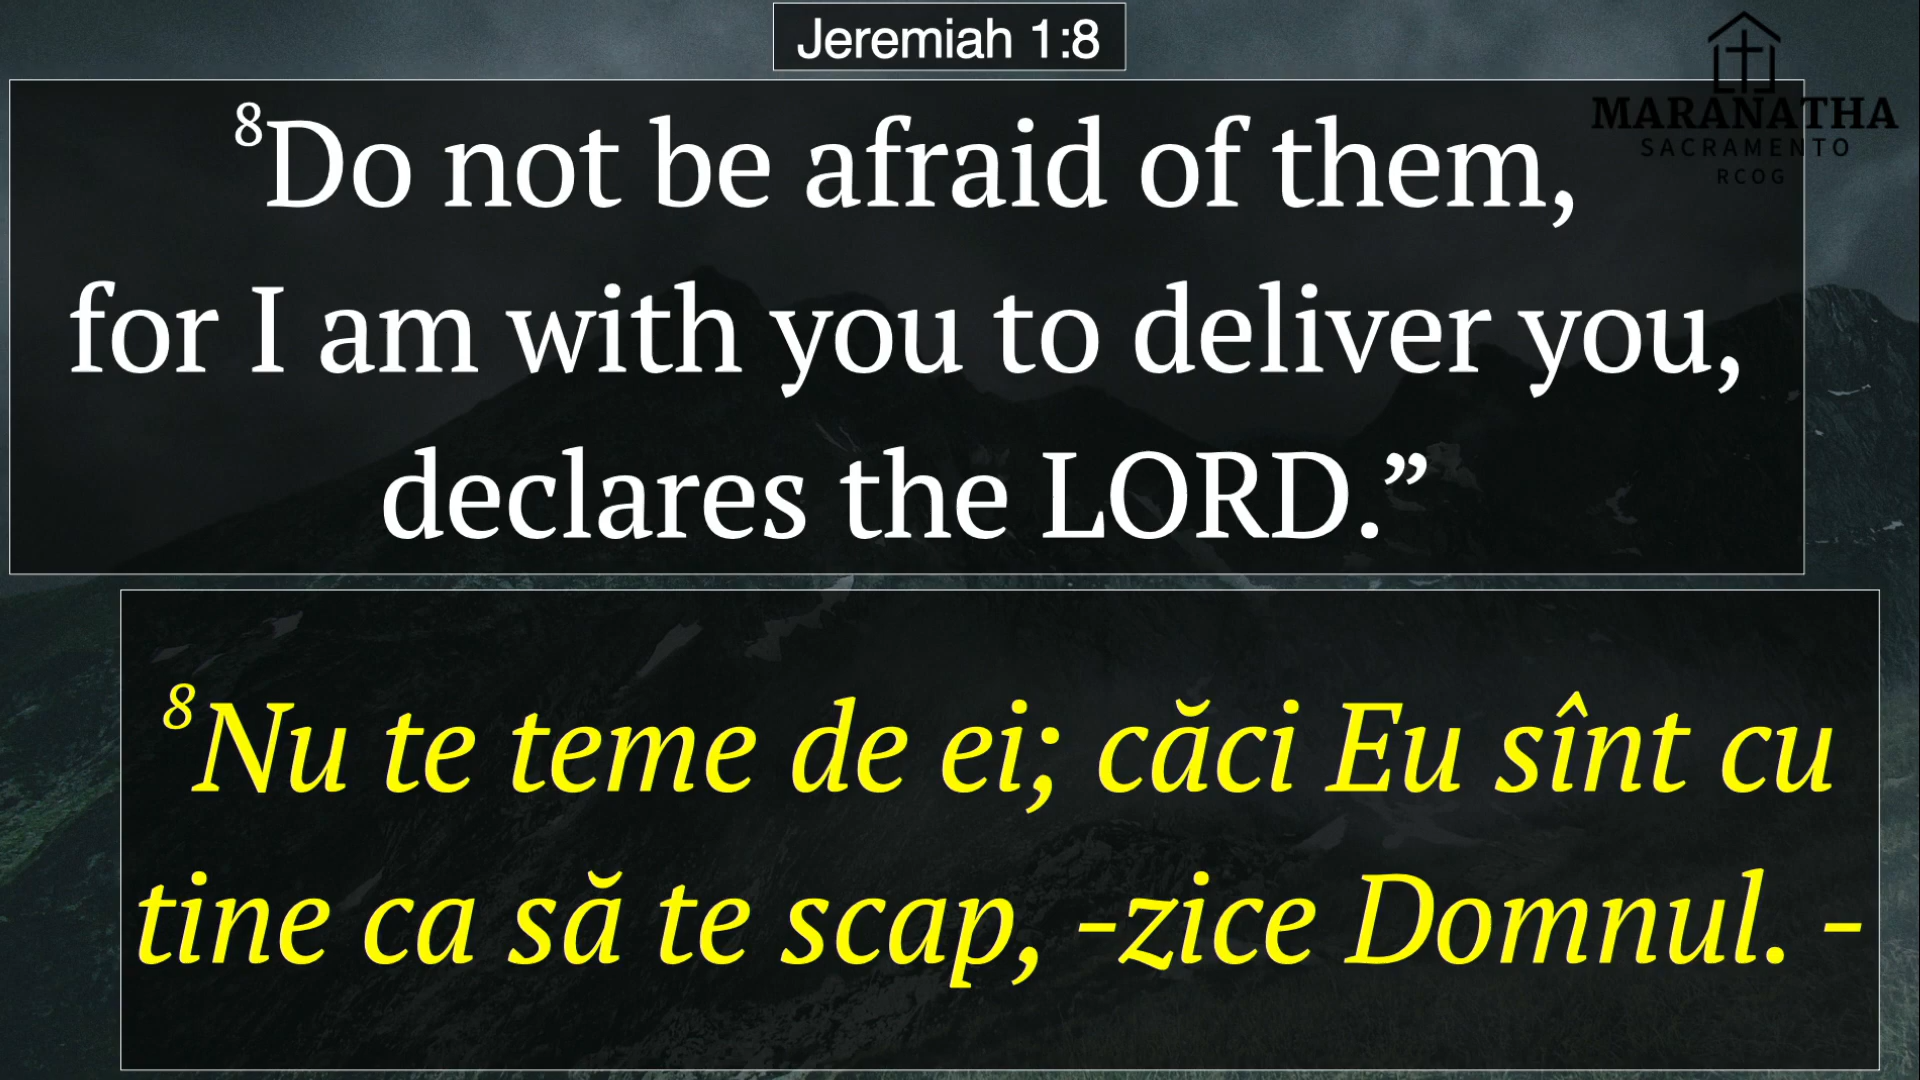 Jeremiah 1:8
MARANATHA
SACRAMENTO
RCOG
8Do not be afraid of them,
for I am with you to deliver you,
declares the LORD.”
8Nu te teme de ei; căci Eu sînt cu
tine ca să te scap, -zice Domnul. -